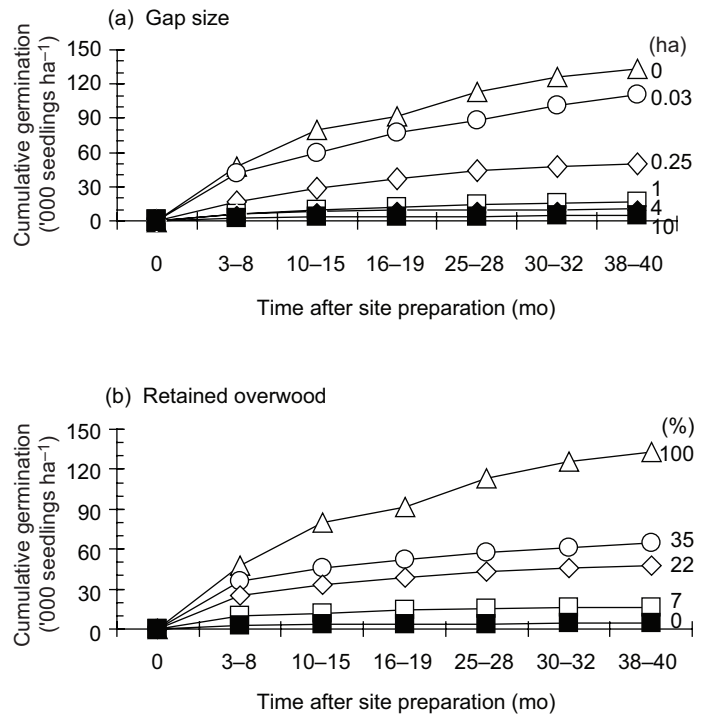 (a) Gap size
(ha)
Cumulative germination
('000 seedlings ha⁻¹)
150
120
90
60
30
0
0
0.03
0.25
1
4
10
0 3–8 10–15 16–19 25–28 30–32 38–40
Time after site preparation (mo)
(b) Retained overwood
(%)
Cumulative germination
('000 seedlings ha⁻¹)
150
120
90
60
30
0
100
35
22
7
0
0 3–8 10–15 16–19 25–28 30–32 38–40
Time after site preparation (mo)